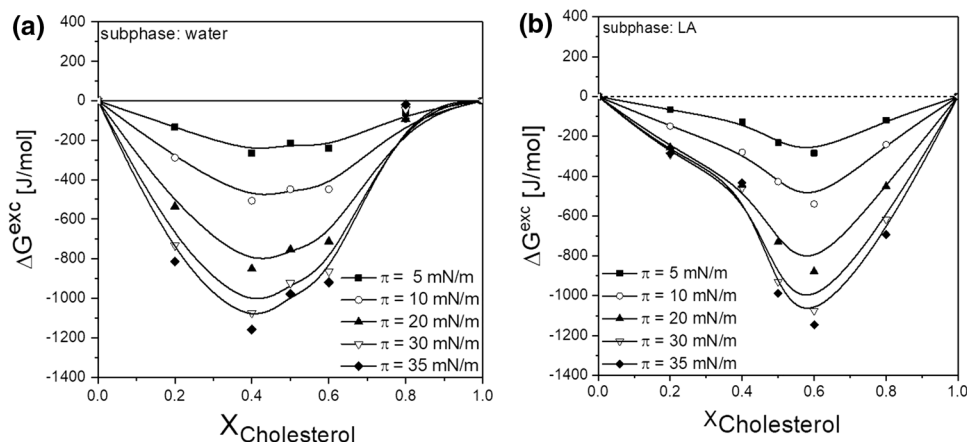 (a)
subphase: water
400
200
0
-200
-400
-600
-800
-1000
-1200
-1400
ΔG^exc [J/mol]
π = 5 mN/m
π = 10 mN/m
π = 20 mN/m
π = 30 mN/m
π = 35 mN/m
0.0 0.2 0.4 0.6 0.8 1.0
X_Cholesterol
(b)
subphase: LA
400
200
0
-200
-400
-600
-800
-1000
-1200
-1400
ΔG^exc [J/mol]
π = 5 mN/m
π = 10 mN/m
π = 20 mN/m
π = 30 mN/m
π = 35 mN/m
0.0 0.2 0.4 0.6 0.8 1.0
X_Cholesterol